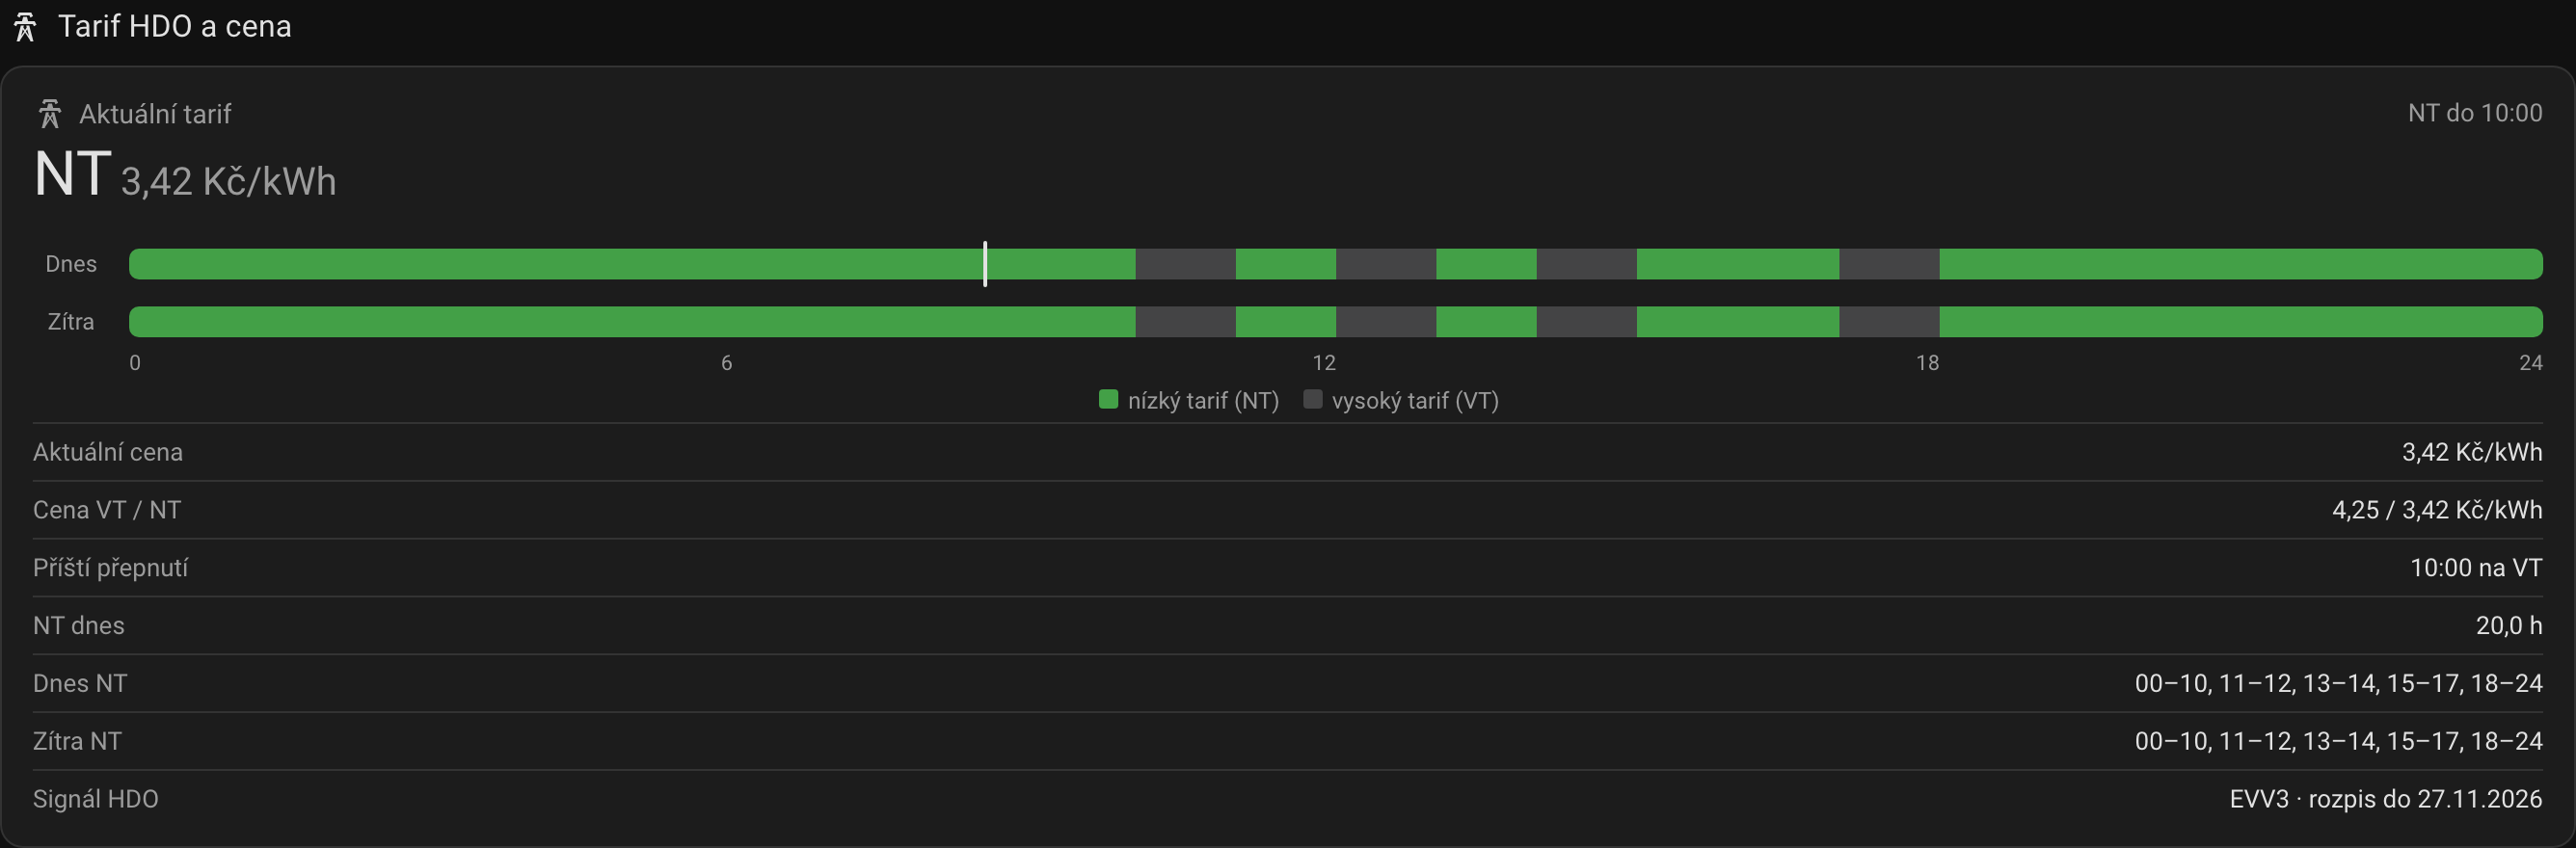 Tarif HDO a cena
Aktuální tarif
NT do 10:00
NT 3,42 Kč/kWh
Dnes
Zítra
0 6 12 18 24
nízký tarif (NT) vysoký tarif (VT)
Aktuální cena 3,42 Kč/kWh
Cena VT / NT 4,25 / 3,42 Kč/kWh
Příští přepnutí 10:00 na VT
NT dnes 20,0 h
Dnes NT 00–10, 11–12, 13–14, 15–17, 18–24
Zítra NT 00–10, 11–12, 13–14, 15–17, 18–24
Signál HDO EVV3 · rozpis do 27.11.2026